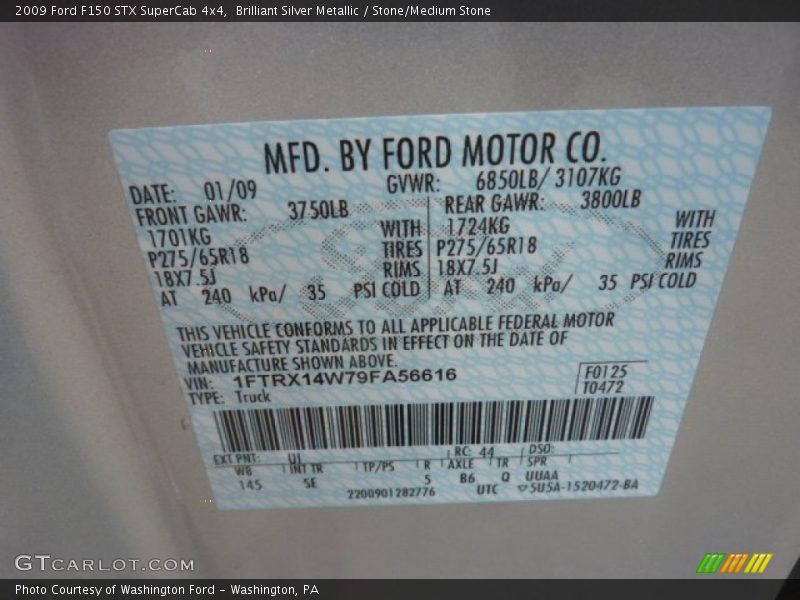 2009 Ford F150 STX SuperCab 4x4,  Brilliant Silver Metallic / Stone/Medium Stone
MFD. BY FORD MOTOR CO.
DATE: 01/09 GVWR: 6850LB/ 3107KG
FRONT GAWR: 3750LB REAR GAWR: 3800LB
1701KG WITH 1724KG WITH
P275/65R18 TIRES P275/65R18 TIRES
18X7.5J RIMS 18X7.5J RIMS
AT 240 kPa/ 35 PSI COLD AT 240 kPa/ 35 PSI COLD
THIS VEHICLE CONFORMS TO ALL APPLICABLE FEDERAL MOTOR
VEHICLE SAFETY STANDARDS IN EFFECT ON THE DATE OF
MANUFACTURE SHOWN ABOVE.
VIN: 1FTRX14W79FA56616 F0125
TYPE: Truck T0472
EXT PNT: UI RC: 44 DSO:
WB INT TR TP/PS R AXLE TR SPR
145 SE 5 B6 Q UUAA
2200901282776 UTC 5U5A-1520472-BA
GTCARLOT.COM
Photo Courtesy of Washington Ford - Washington, PA